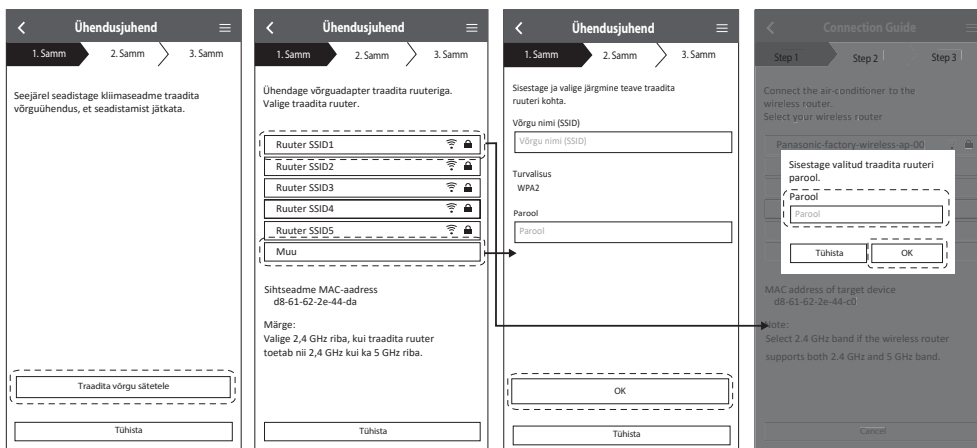 Ühendusjuhend
1. Samm
2. Samm
3. Samm
Seejärel seadistage kliimaseadme traadita
võrguühendus, et seadistamist jätkata.
Traadita võrgu sätetele
Tühista
Ühendusjuhend
1. Samm
2. Samm
3. Samm
Ühendage võrguadapter traadita ruuteriga.
Valige traadita ruuter.
Ruuter SSID1
Ruuter SSID2
Ruuter SSID3
Ruuter SSID4
Ruuter SSID5
Muu
Sihtseadme MAC-aadress
d8-61-62-2e-44-da
Märge:
Valige 2,4 GHz riba, kui traadita ruuter
toetab nii 2,4 GHz kui ka 5 GHz riba.
Tühista
Ühendusjuhend
1. Samm
2. Samm
3. Samm
Sisestage ja valige järgmine teave traadita
ruuteri kohta.
Võrgu nimi (SSID)
Võrgu nimi (SSID)
Turvalisus
WPA2
Parool
Parool
OK
Tühista
Connection Guide
Step 1
Step 2
Step 3
Connect the air-conditioner to the
wireless router.
Select your wireless router
Panasonic-factory-wireless-ap-00
Sisestage valitud traadita ruuteri
parool.
Parool
Parool
Tühista
OK
MAC address of target device
d8-61-62-2e-44-c0
Note:
Select 2.4 GHz band if the wireless router
supports both 2.4 GHz and 5 GHz band.
Cancel